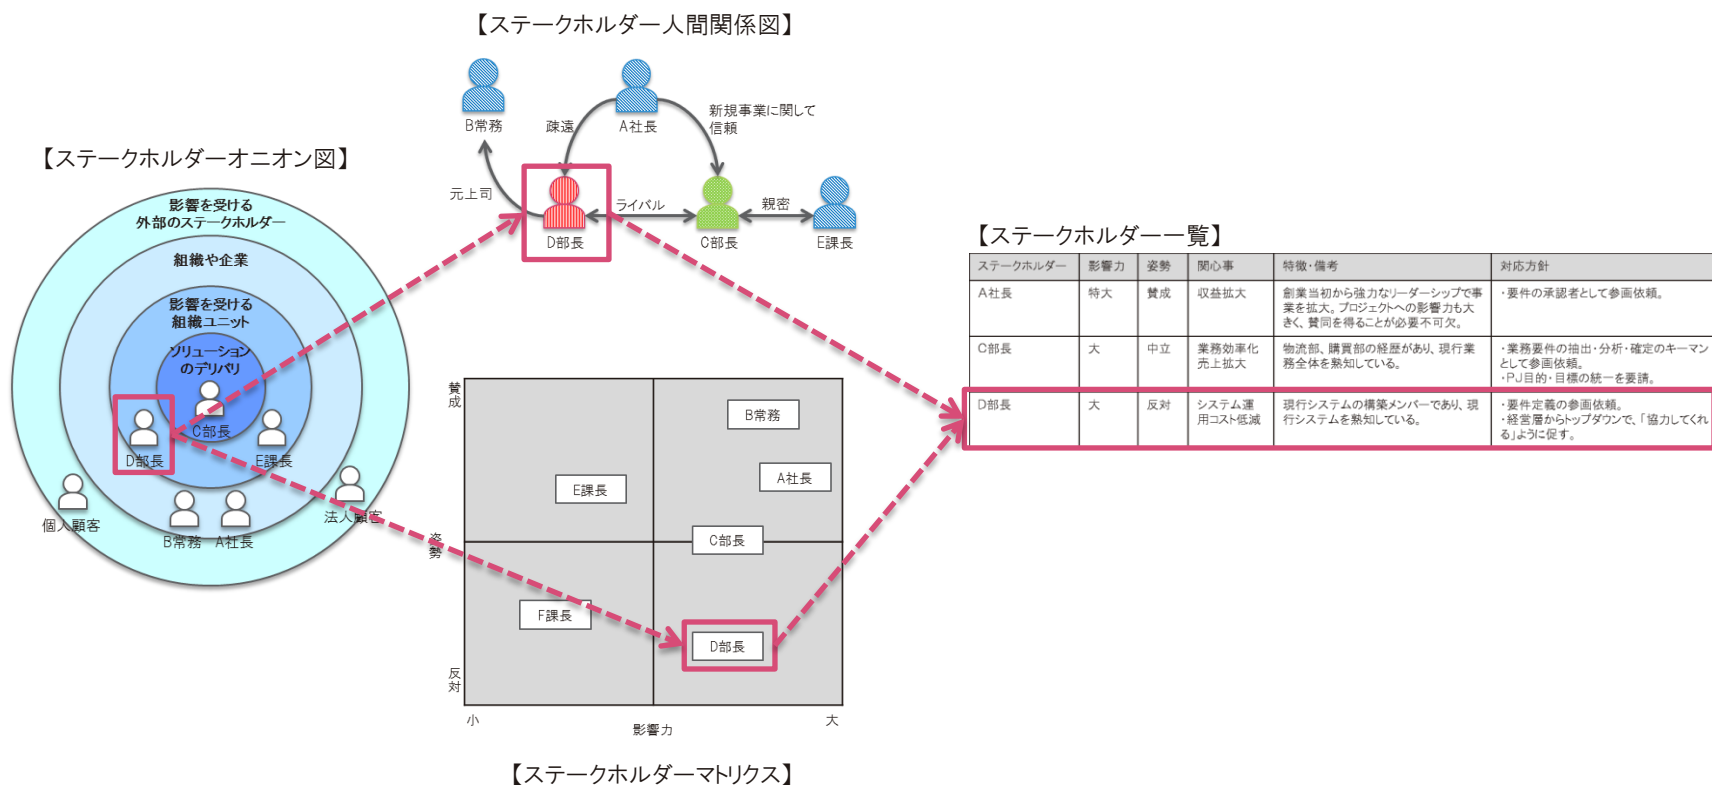 【ステークホルダー人間関係図】
B常務
疎遠
A社長
新規事業に関して
信頼
元上司
D部長
ライバル
C部長
親密
E課長
【ステークホルダーオニオン図】
影響を受ける
外部のステークホルダー
組織や企業
影響を受ける
組織ユニット
ソリューション
のデリバリ
C部長
D部長
E課長
個人顧客
法人顧客
B常務
A社長
賛成
姿勢
反対
B常務
A社長
E課長
C部長
F課長
D部長
小
影響力
大
【ステークホルダーマトリクス】
【ステークホルダー一覧】
ステークホルダー 影響力 姿勢 関心事 特徴・備考 対応方針
A社長 特大 賛成 収益拡大 創業当初から強力なリーダーシップで事 ・要件の承認者として参画依頼。
業を拡大。プロジェクトへの影響力も大
きく、賛同を得ることが必要不可欠。
C部長 大 中立 業務効率化 物流部、購買部の経歴があり、現行業 ・業務要件の抽出・分析・確定のキーマン
売上拡大 務全体を熟知している。 として参画依頼。
・PJ目的・目標の統一を要請。
D部長 大 反対 システム運 現行システムの構築メンバーであり、現 ・要件定義の参画依頼。
用コスト低減 行システムを熟知している。 ・経営層からトップダウンで、「協力してくれ
る」ように促す。